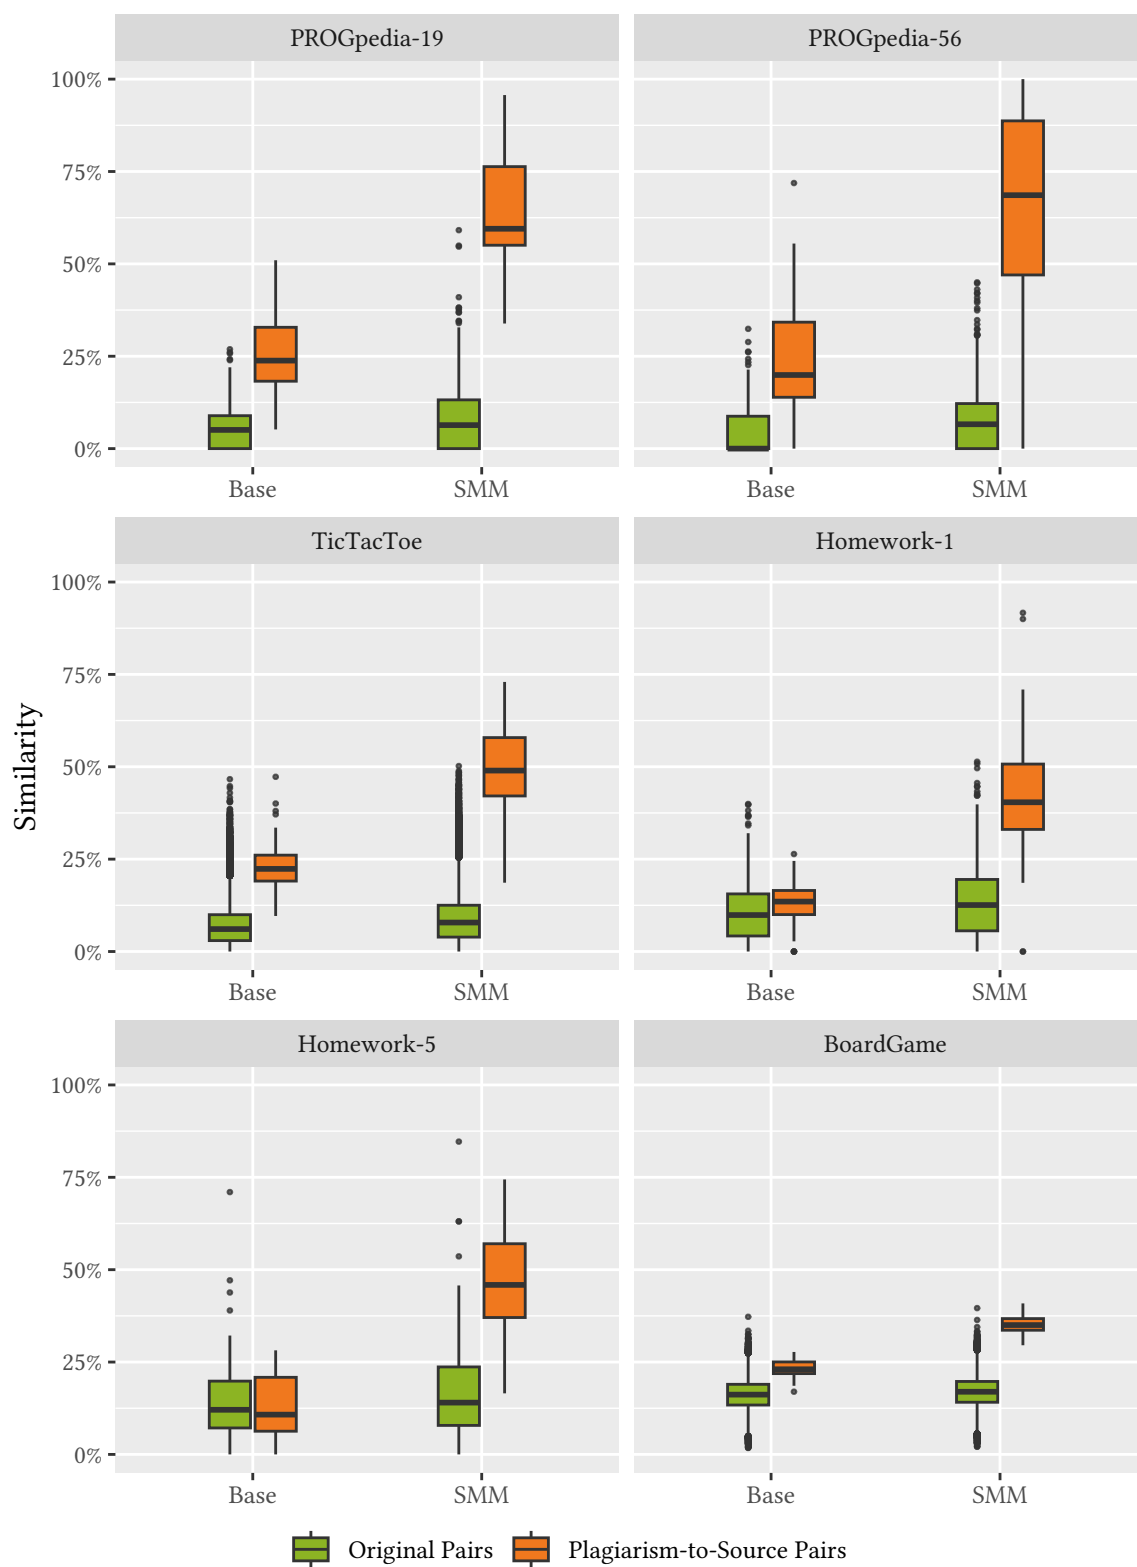 PROGpedia-19 PROGpedia-56
100%
75%
50%
25%
0%
Base SMM Base SMM
TicTacToe Homework-1
100%
75%
50%
25%
0%
Base SMM Base SMM
Similarity
Homework-5 BoardGame
100%
75%
50%
25%
0%
Base SMM Base SMM
Original Pairs Plagiarism-to-Source Pairs